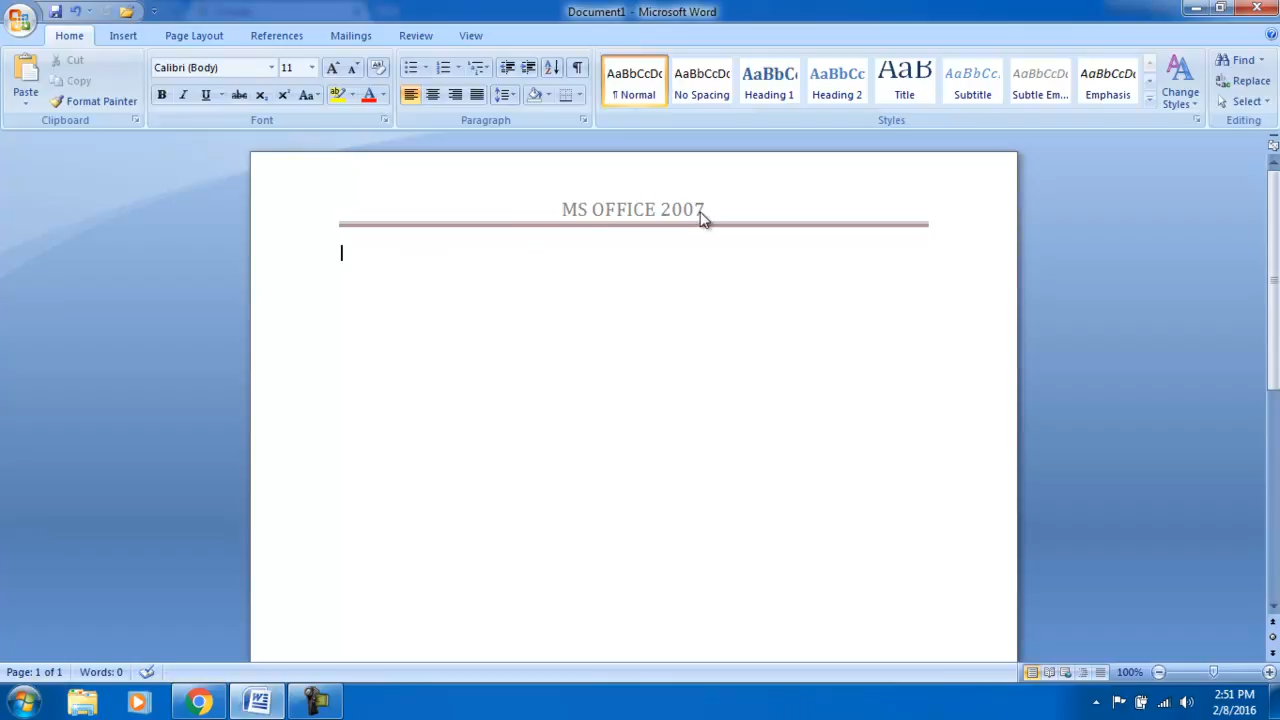 Document1 - Microsoft Word
Home Insert Page Layout References Mailings Review View
Paste
Cut
Copy
Format Painter
Clipboard
Calibri (Body) 11
Font
Paragraph
AaBbCcDc AaBbCcDc AaBbC AaBbCc AaB AaBbCc. AaBbCcDc AaBbCcDc
¶ Normal No Spacing Heading 1 Heading 2 Title Subtitle Subtle Em... Emphasis
Change Styles
Styles
Find
Replace
Select
Editing
MS OFFICE 2007
Page: 1 of 1 Words: 0 100%
2:51 PM
2/8/2016